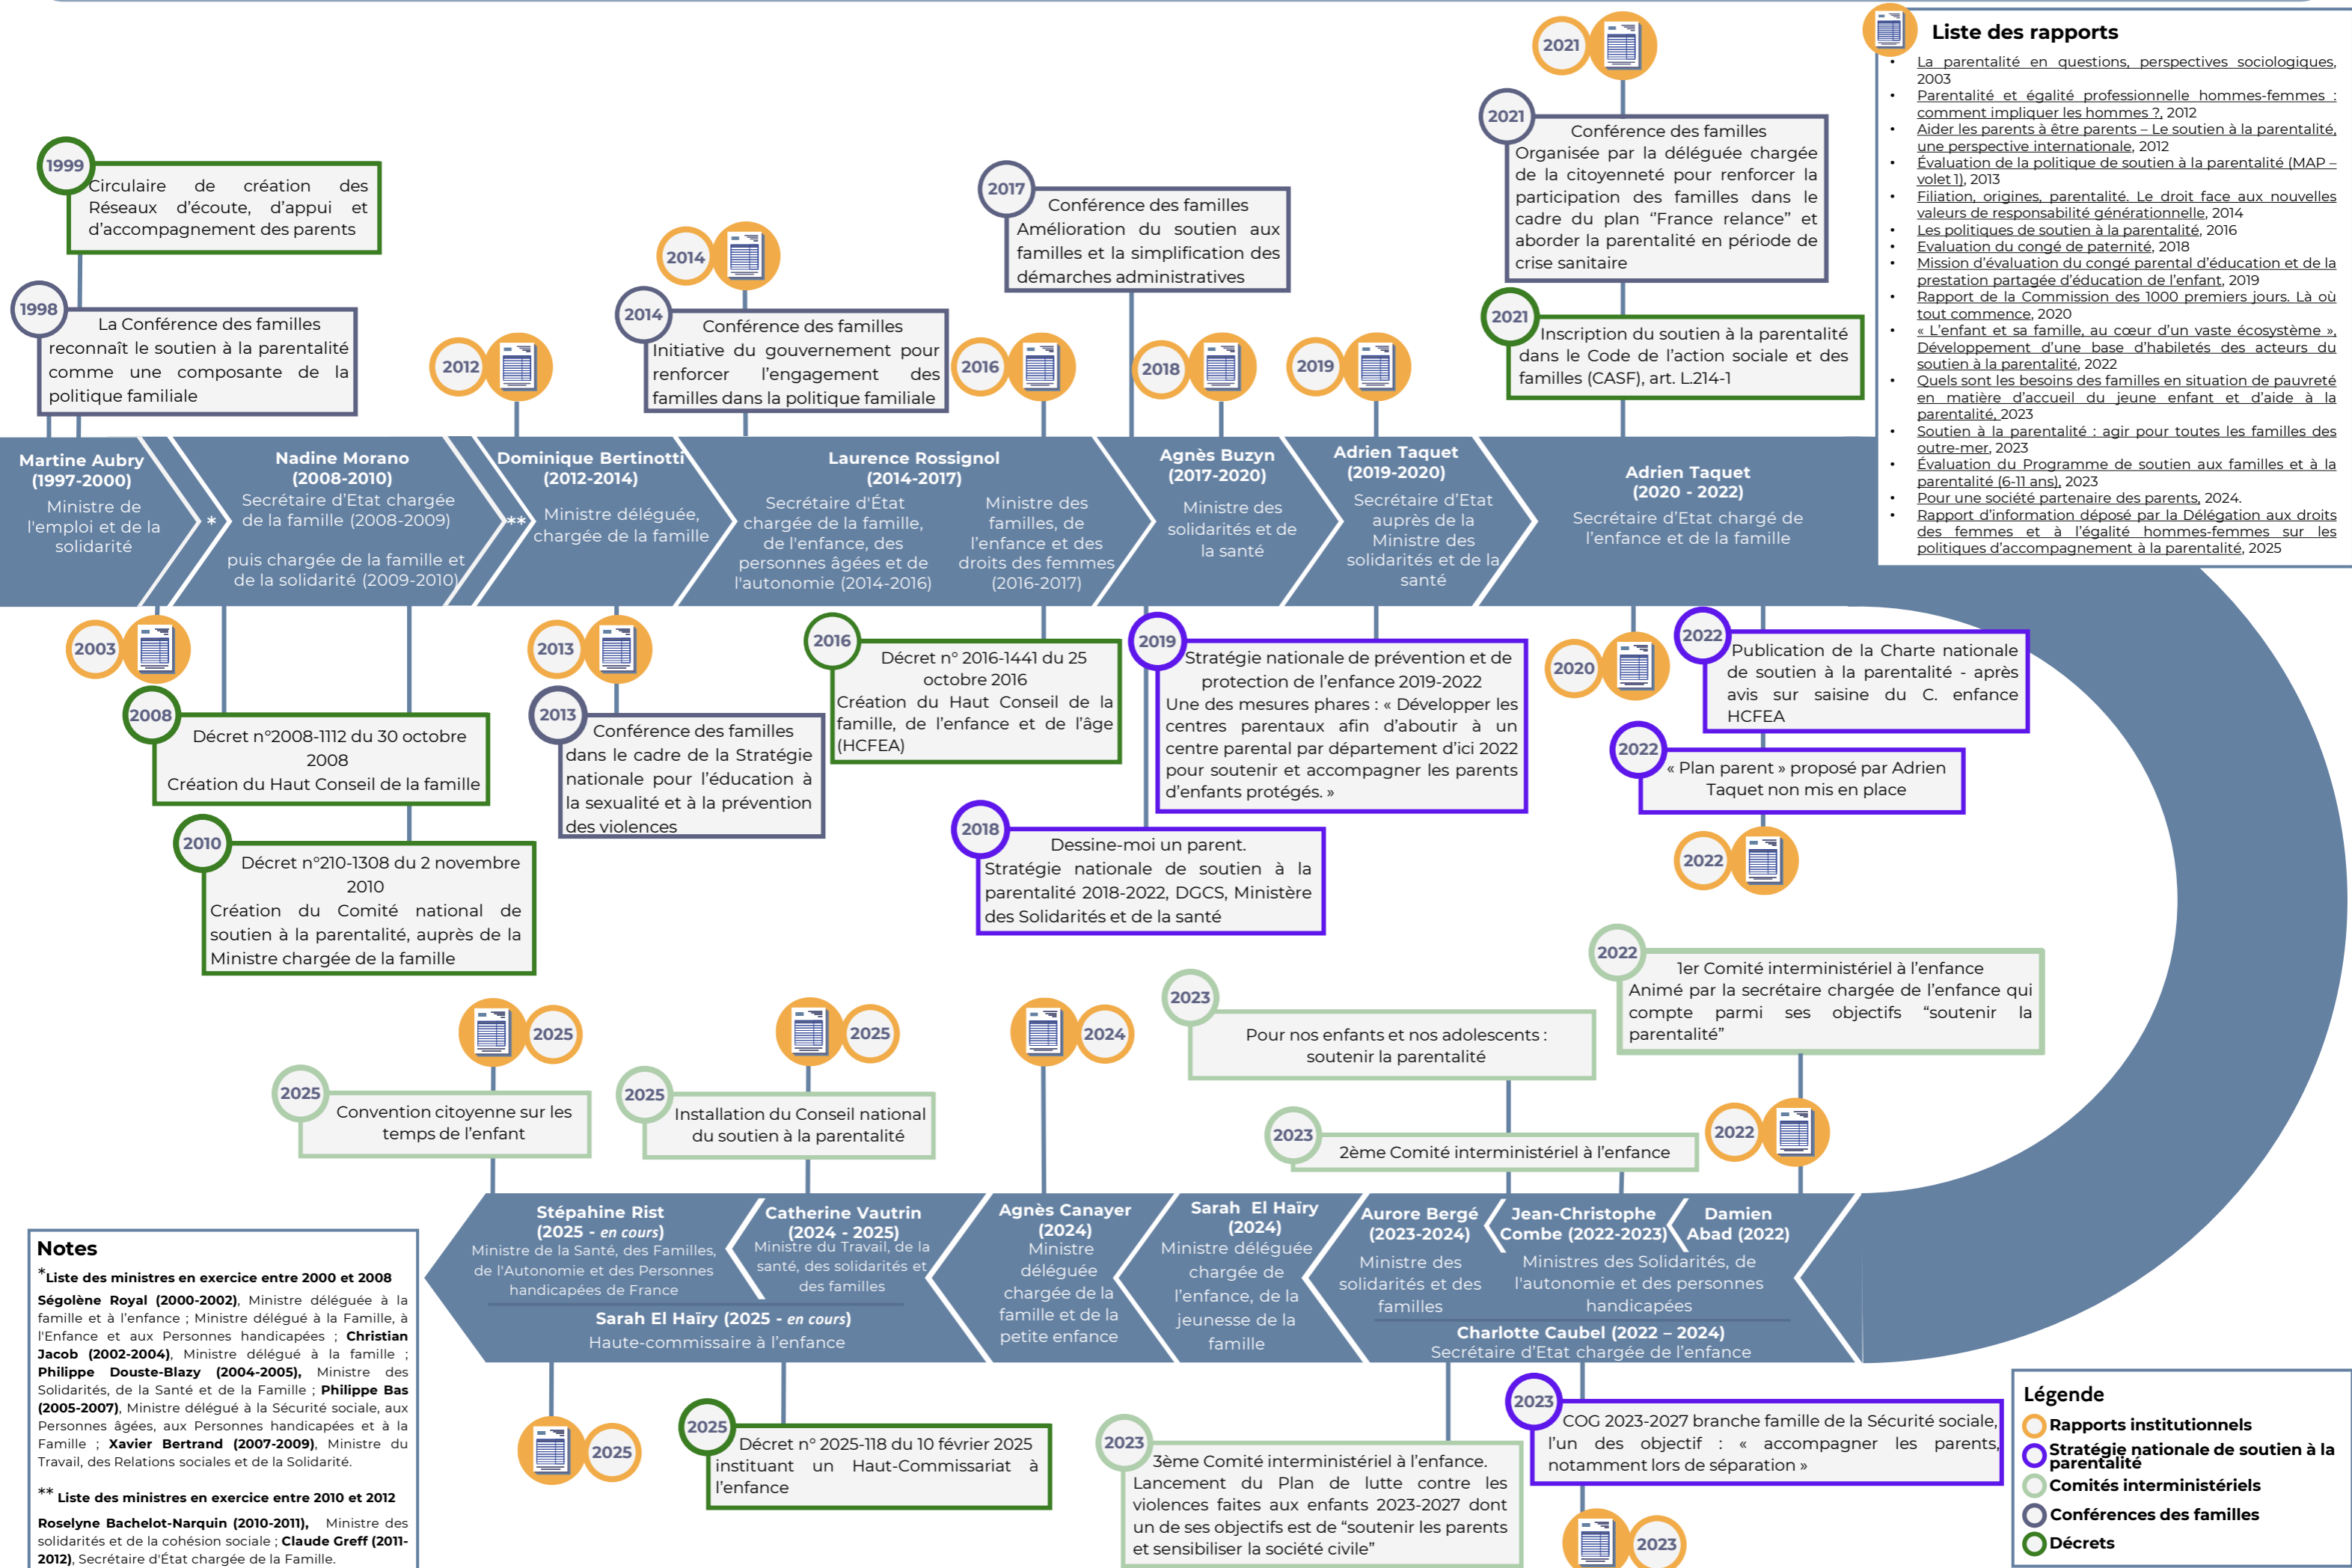 2021
Liste des rapports
• La parentalité en questions, perspectives sociologiques,
2003
• Parentalité et égalité professionnelle hommes-femmes :
comment impliquer les hommes ?, 2012
• Aider les parents à être parents – Le soutien à la parentalité,
une perspective internationale, 2012
• Évaluation de la politique de soutien à la parentalité (MAP –
volet 1), 2013
• Filiation, origines, parentalité. Le droit face aux nouvelles
valeurs de responsabilité générationnelle, 2014
• Les politiques de soutien à la parentalité, 2016
• Evaluation du congé de paternité, 2018
• Mission d'évaluation du congé parental d'éducation et de la
prestation partagée d'éducation de l'enfant, 2019
• Rapport de la Commission des 1000 premiers jours. Là où
tout commence, 2020
• « L'enfant et sa famille, au cœur d'un vaste écosystème »,
Développement d'une base d'habiletés des acteurs du
soutien à la parentalité, 2022
• Quels sont les besoins des familles en situation de pauvreté
en matière d'accueil du jeune enfant et d'aide à la
parentalité, 2023
• Soutien à la parentalité : agir pour toutes les familles des
outre-mer, 2023
• Évaluation du Programme de soutien aux familles et à la
parentalité (6-11 ans), 2023
• Pour une société partenaire des parents, 2024.
• Rapport d'information déposé par la Délégation aux droits
des femmes et à l'égalité hommes-femmes sur les
politiques d'accompagnement à la parentalité, 2025
1999
Circulaire de création des
Réseaux d'écoute, d'appui et
d'accompagnement des parents
1998
La Conférence des familles
reconnaît le soutien à la parentalité
comme une composante de la
politique familiale
2012
2014
2014
Conférence des familles
Initiative du gouvernement pour
renforcer l'engagement des
familles dans la politique familiale
2016
2017
Conférence des familles
Amélioration du soutien aux
familles et la simplification des
démarches administratives
2018
2019
2021
Conférence des familles
Organisée par la déléguée chargée
de la citoyenneté pour renforcer la
participation des familles dans le
cadre du plan "France relance" et
aborder la parentalité en période de
crise sanitaire
2021
Inscription du soutien à la parentalité
dans le Code de l'action sociale et des
familles (CASF), art. L.214-1
Martine Aubry
(1997-2000)
Ministre de
l'emploi et de la
solidarité
*
Nadine Morano
(2008-2010)
Secrétaire d'Etat chargée
de la famille (2008-2009)
puis chargée de la famille et
de la solidarité (2009-2010)
**
Dominique Bertinotti
(2012-2014)
Ministre déléguée,
chargée de la famille
Laurence Rossignol
(2014-2017)
Secrétaire d'État
chargée de la famille,
de l'enfance, des
personnes âgées et de
l'autonomie (2014-2016)
Ministre des
familles, de
l'enfance et des
droits des femmes
(2016-2017)
Agnès Buzyn
(2017-2020)
Ministre des
solidarités et de
la santé
Adrien Taquet
(2019-2020)
Secrétaire d'Etat
auprès de la
Ministre des
solidarités et de la
santé
Adrien Taquet
(2020 - 2022)
Secrétaire d'Etat chargé de
l'enfance et de la famille
2003
2008
Décret n°2008-1112 du 30 octobre
2008
Création du Haut Conseil de la famille
2010
Décret n°210-1308 du 2 novembre
2010
Création du Comité national de
soutien à la parentalité, auprès de la
Ministre chargée de la famille
2013
2013
Conférence des familles
dans le cadre de la Stratégie
nationale pour l'éducation à
la sexualité et à la prévention
des violences
2016
Décret n° 2016-1441 du 25
octobre 2016
Création du Haut Conseil de la
famille, de l'enfance et de l'âge
(HCFEA)
2019
Stratégie nationale de prévention et de
protection de l'enfance 2019-2022
Une des mesures phares : « Développer les
centres parentaux afin d'aboutir à un
centre parental par département d'ici 2022
pour soutenir et accompagner les parents
d'enfants protégés. »
2018
Dessine-moi un parent.
Stratégie nationale de soutien à la
parentalité 2018-2022, DGCS, Ministère
des Solidarités et de la santé
2020
2022
Publication de la Charte nationale
de soutien à la parentalité - après
avis sur saisine du C. enfance
HCFEA
2022
« Plan parent » proposé par Adrien
Taquet non mis en place
2022
2022
1er Comité interministériel à l'enfance
Animé par la secrétaire chargée de l'enfance qui
compte parmi ses objectifs "soutenir la
parentalité"
2023
Pour nos enfants et nos adolescents :
soutenir la parentalité
2023
2ème Comité interministériel à l'enfance
2022
2024
2025
2025
Installation du Conseil national
du soutien à la parentalité
2025
2025
Convention citoyenne sur les
temps de l'enfant
Stépahine Rist
(2025 - en cours)
Ministre de la Santé, des Familles,
de l'Autonomie et des Personnes
handicapées de France
Catherine Vautrin
(2024 - 2025)
Ministre du Travail, de la
santé, des solidarités et
des familles
Sarah El Haïry (2025 - en cours)
Haute-commissaire à l'enfance
Agnès Canayer
(2024)
Ministre
déléguée
chargée de la
famille et de la
petite enfance
Sarah El Haïry
(2024)
Ministre déléguée
chargée de
l'enfance, de la
jeunesse de la
famille
Aurore Bergé
(2023-2024)
Ministre des
solidarités et des
familles
Jean-Christophe
Combe (2022-2023)
Damien
Abad (2022)
Ministres des Solidarités, de
l'autonomie et des personnes
handicapées
Charlotte Caubel (2022 – 2024)
Secrétaire d'Etat chargée de l'enfance
2025
2025
Décret n° 2025-118 du 10 février 2025
instituant un Haut-Commissariat à
l'enfance
2023
3ème Comité interministériel à l'enfance.
Lancement du Plan de lutte contre les
violences faites aux enfants 2023-2027 dont
un de ses objectifs est de "soutenir les parents
et sensibiliser la société civile"
2023
COG 2023-2027 branche famille de la Sécurité sociale,
l'un des objectif : « accompagner les parents,
notamment lors de séparation »
2023
Notes
*Liste des ministres en exercice entre 2000 et 2008
Ségolène Royal (2000-2002), Ministre déléguée à la
famille et à l'enfance ; Ministre délégué à la Famille, à
l'Enfance et aux Personnes handicapées ; Christian
Jacob (2002-2004), Ministre délégué à la famille ;
Philippe Douste-Blazy (2004-2005), Ministre des
Solidarités, de la Santé et de la Famille ; Philippe Bas
(2005-2007), Ministre délégué à la Sécurité sociale, aux
Personnes âgées, aux Personnes handicapées et à la
Famille ; Xavier Bertrand (2007-2009), Ministre du
Travail, des Relations sociales et de la Solidarité.
** Liste des ministres en exercice entre 2010 et 2012
Roselyne Bachelot-Narquin (2010-2011), Ministre des
solidarités et de la cohésion sociale ; Claude Greff (2011-
2012), Secrétaire d'État chargée de la Famille.
Légende
Rapports institutionnels
Stratégie nationale de soutien à la
parentalité
Comités interministériels
Conférences des familles
Décrets